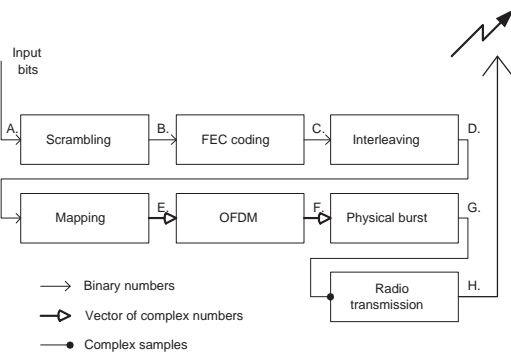 Input
bits
A.
Scrambling
B.
FEC coding
C.
Interleaving
D.
Mapping
E.
OFDM
F.
Physical burst
G.
Radio
transmission
H.
Binary numbers
Vector of complex numbers
Complex samples